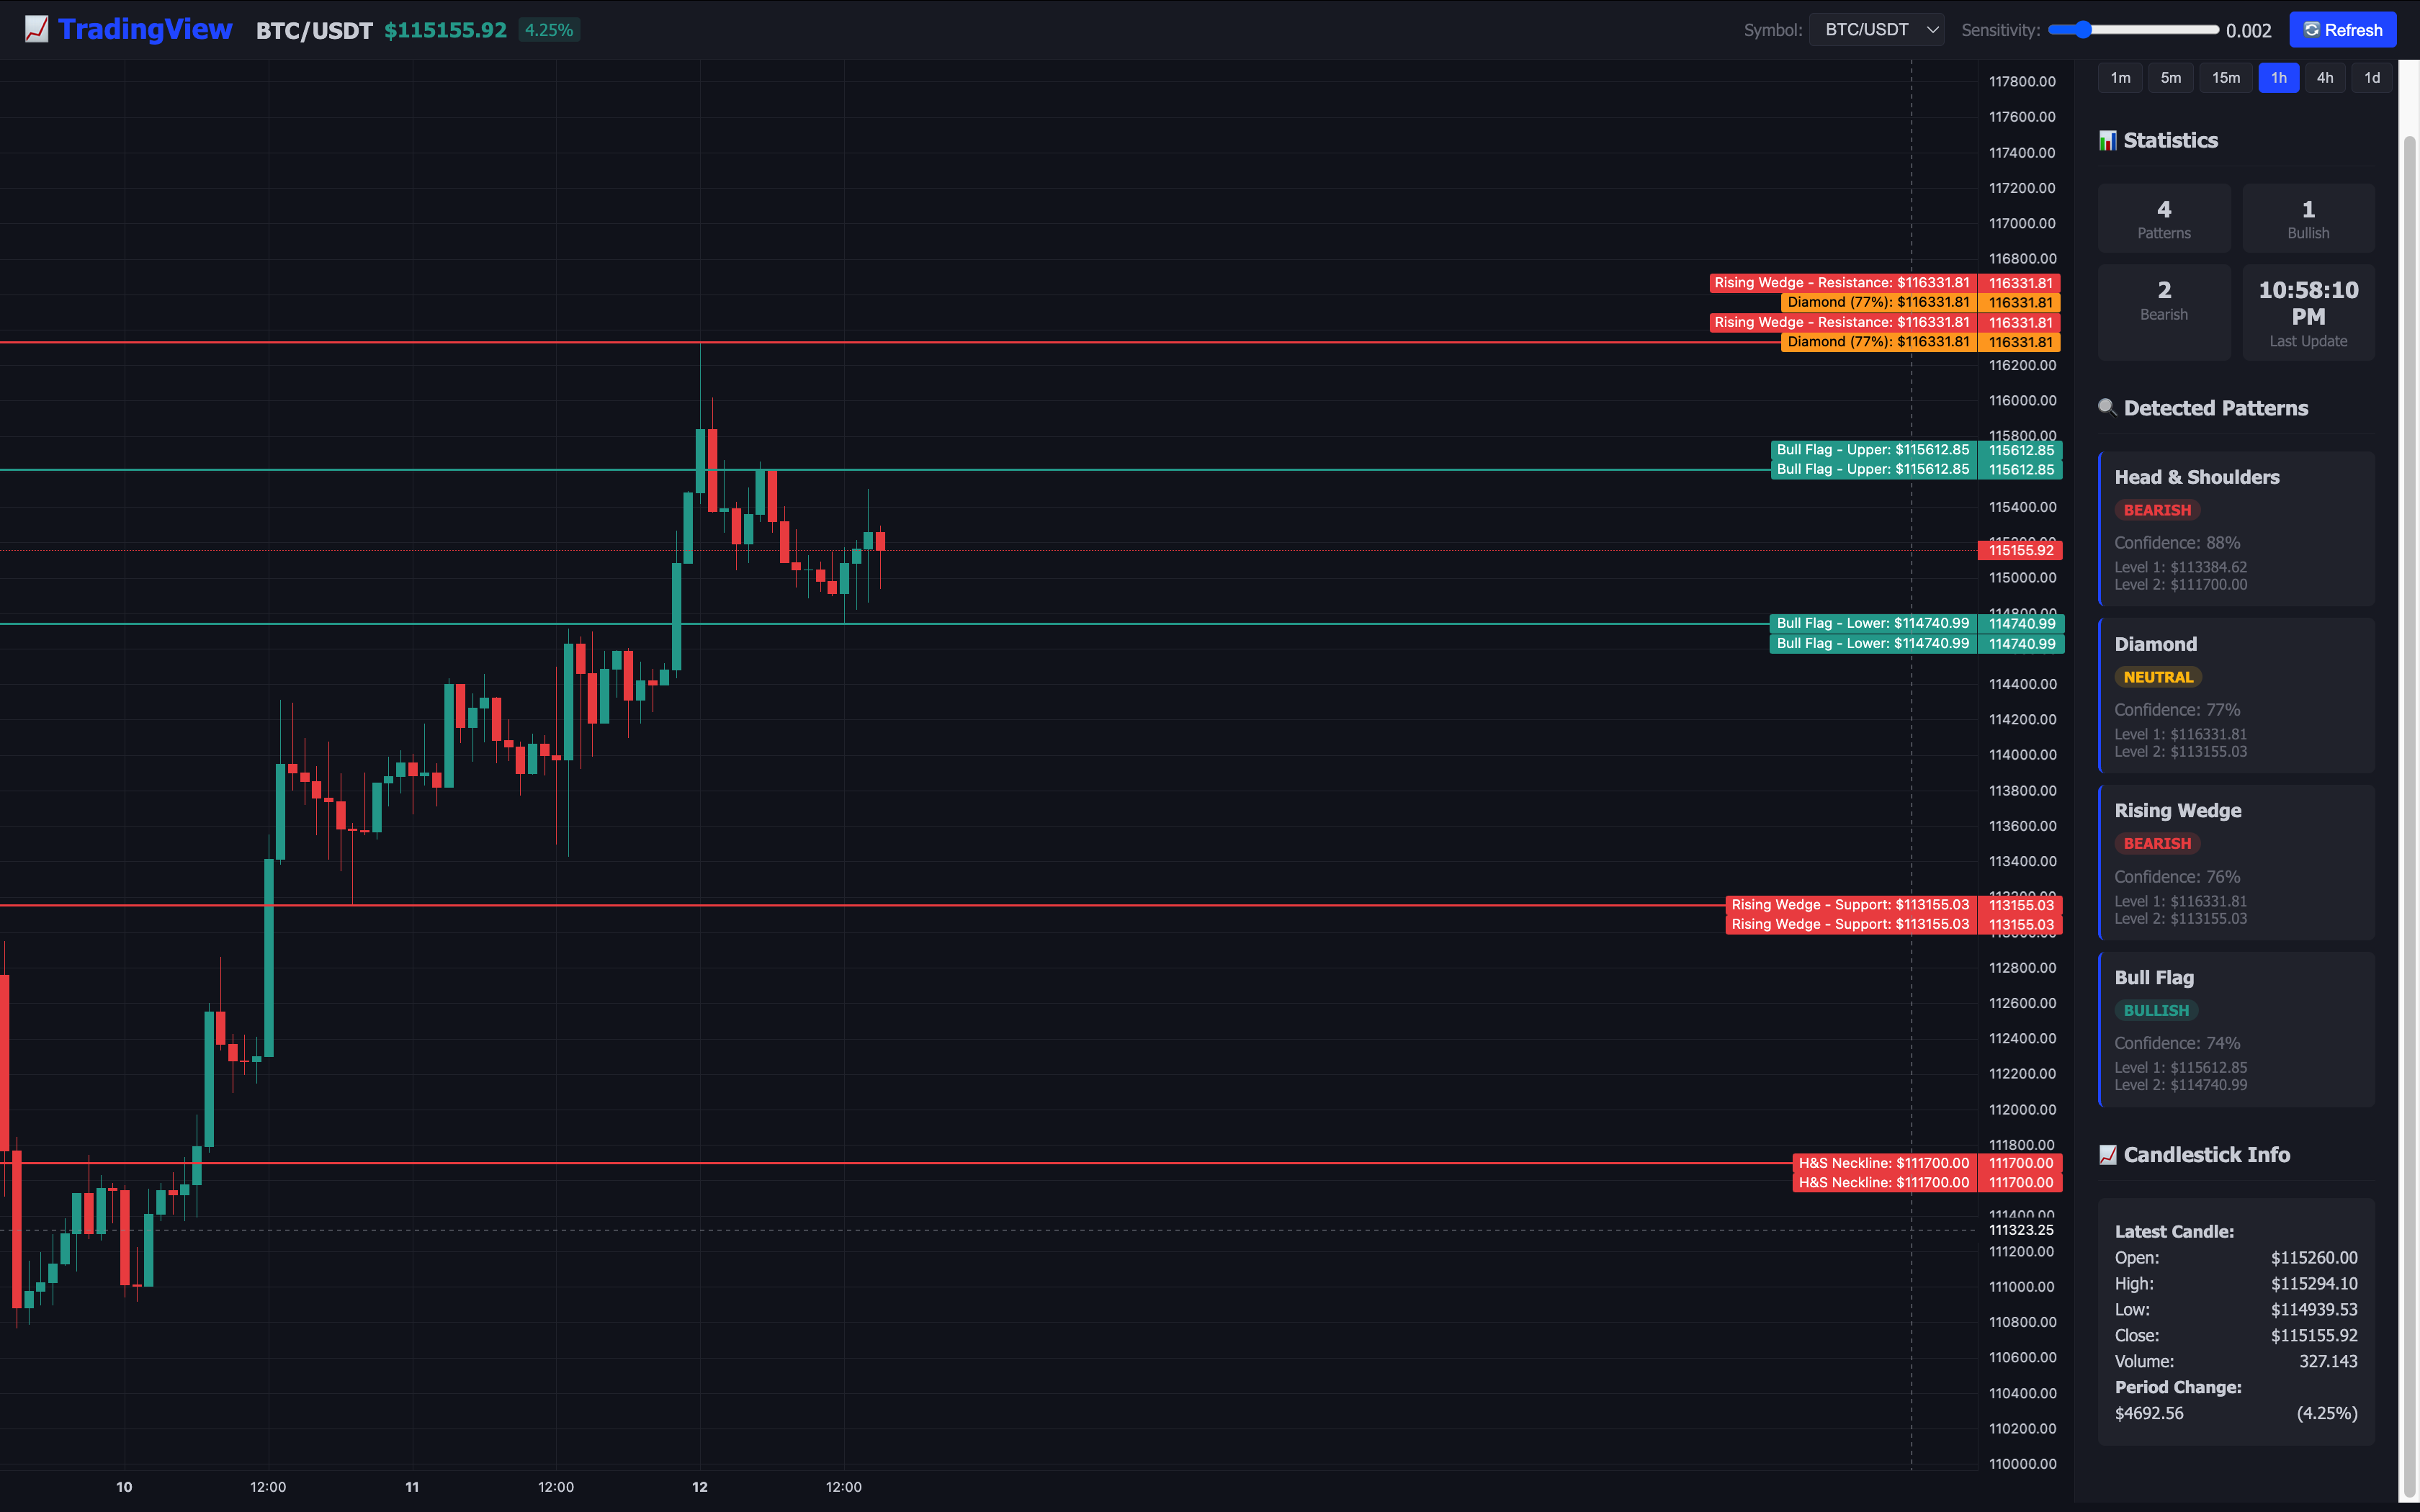 TradingView BTC/USDT $115155.92 4.25% Symbol: BTC/USDT Sensitivity: 0.002 Refresh
1m 5m 15m 1h 4h 1d
Statistics
4
Patterns
1
Bullish
2
Bearish
10:58:10
PM
Last Update
Detected Patterns
Head & Shoulders
BEARISH
Confidence: 88%
Level 1: $113384.62
Level 2: $111700.00
Diamond
NEUTRAL
Confidence: 77%
Level 1: $116331.81
Level 2: $113155.03
Rising Wedge
BEARISH
Confidence: 76%
Level 1: $116331.81
Level 2: $113155.03
Bull Flag
BULLISH
Confidence: 74%
Level 1: $115612.85
Level 2: $114740.99
Candlestick Info
Latest Candle:
Open: $115260.00
High: $115294.10
Low: $114939.53
Close: $115155.92
Volume: 327.143
Period Change:
$4692.56 (4.25%)
117800.00
117600.00
117400.00
117200.00
117000.00
116800.00
Rising Wedge - Resistance: $116331.81 116331.81
Diamond (77%): $116331.81 116331.81
Rising Wedge - Resistance: $116331.81 116331.81
Diamond (77%): $116331.81 116331.81
116200.00
116000.00
115800.00
Bull Flag - Upper: $115612.85 115612.85
Bull Flag - Upper: $115612.85 115612.85
115400.00
115155.92
115000.00
114800.00
Bull Flag - Lower: $114740.99 114740.99
Bull Flag - Lower: $114740.99 114740.99
114400.00
114200.00
114000.00
113800.00
113600.00
113400.00
Rising Wedge - Support: $113155.03 113155.03
Rising Wedge - Support: $113155.03 113155.03
112800.00
112600.00
112400.00
112200.00
112000.00
111800.00
H&S Neckline: $111700.00 111700.00
H&S Neckline: $111700.00 111700.00
111400.00
111323.25
111200.00
111000.00
110800.00
110600.00
110400.00
110200.00
110000.00
10 12:00 11 12:00 12 12:00